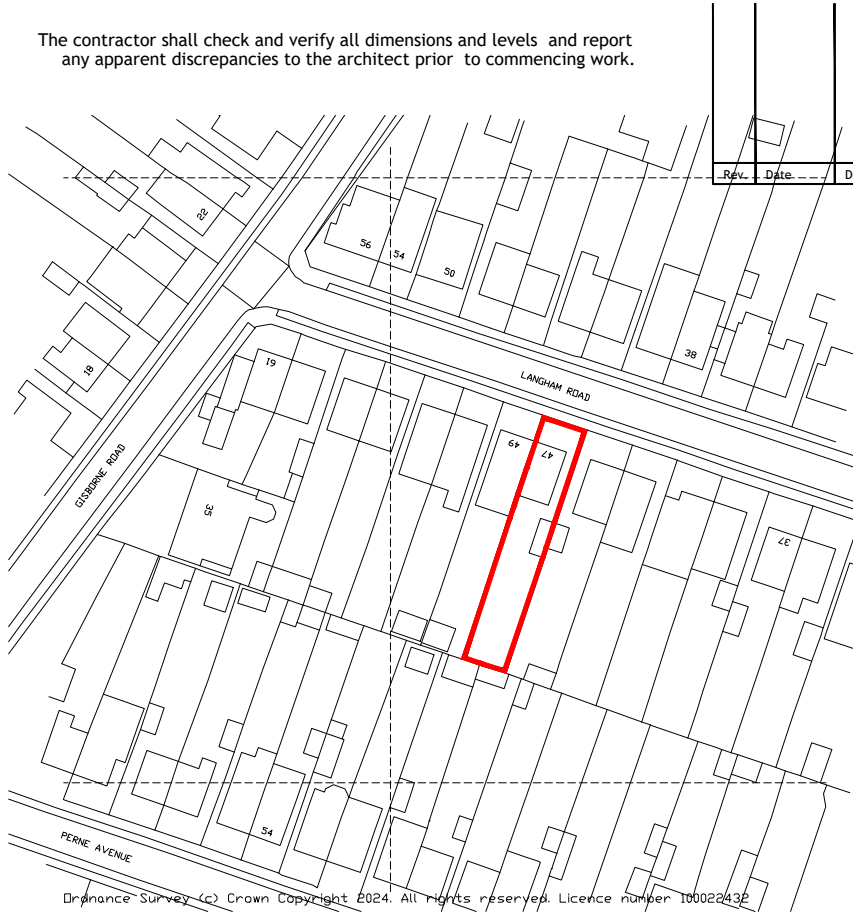 The contractor shall check and verify all dimensions and levels and report
any apparent discrepancies to the architect prior to commencing work.
Rev. Date D
22
56
54
50
38
18
19
LANGHAM ROAD
49
47
GISBORNE ROAD
35
37
54
PERNE AVENUE
Ordnance Survey (c) Crown Copyright 2024. All rights reserved. Licence number 100022432